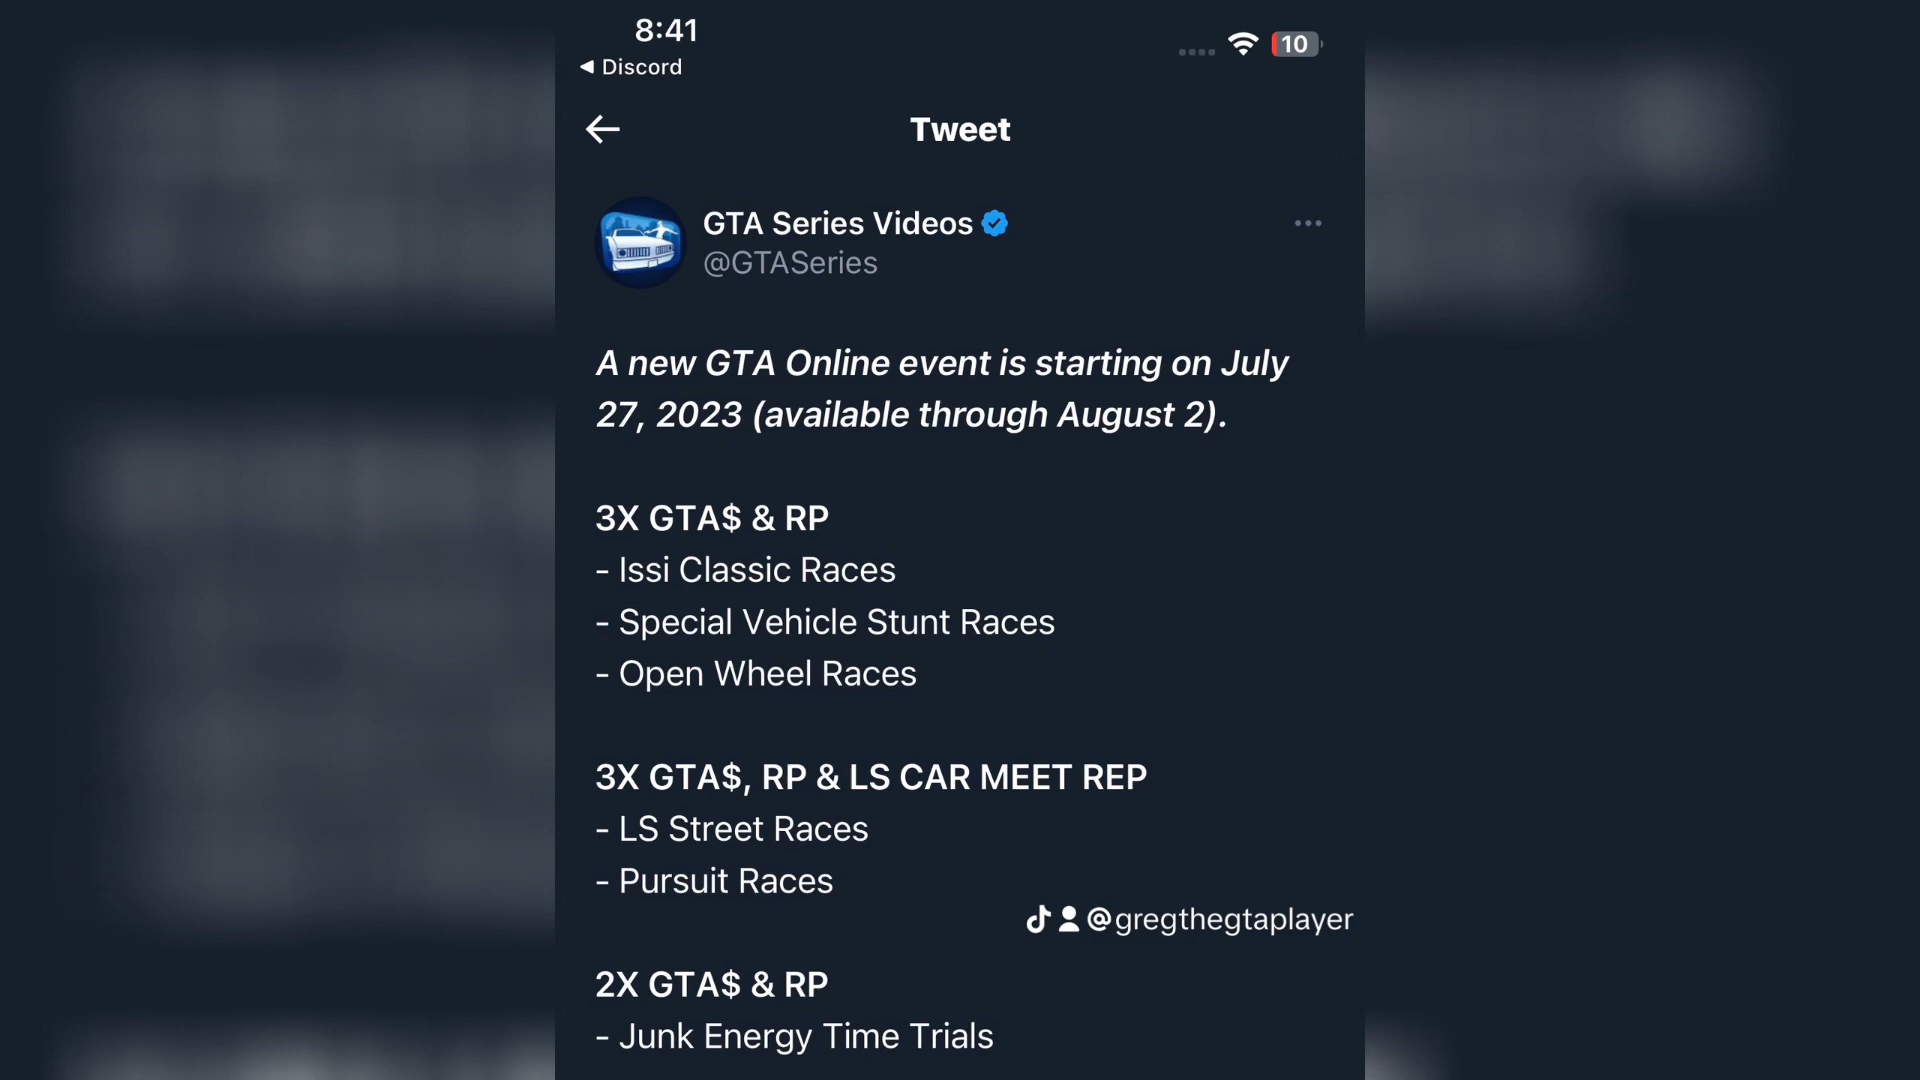 8:41
10
◀ Discord
Tweet
GTA Series Videos
@GTASeries
A new GTA Online event is starting on July
27, 2023 (available through August 2).
3X GTA$ & RP
- Issi Classic Races
- Special Vehicle Stunt Races
- Open Wheel Races
3X GTA$, RP & LS CAR MEET REP
- LS Street Races
- Pursuit Races
@gregthegtaplayer
2X GTA$ & RP
- Junk Energy Time Trials